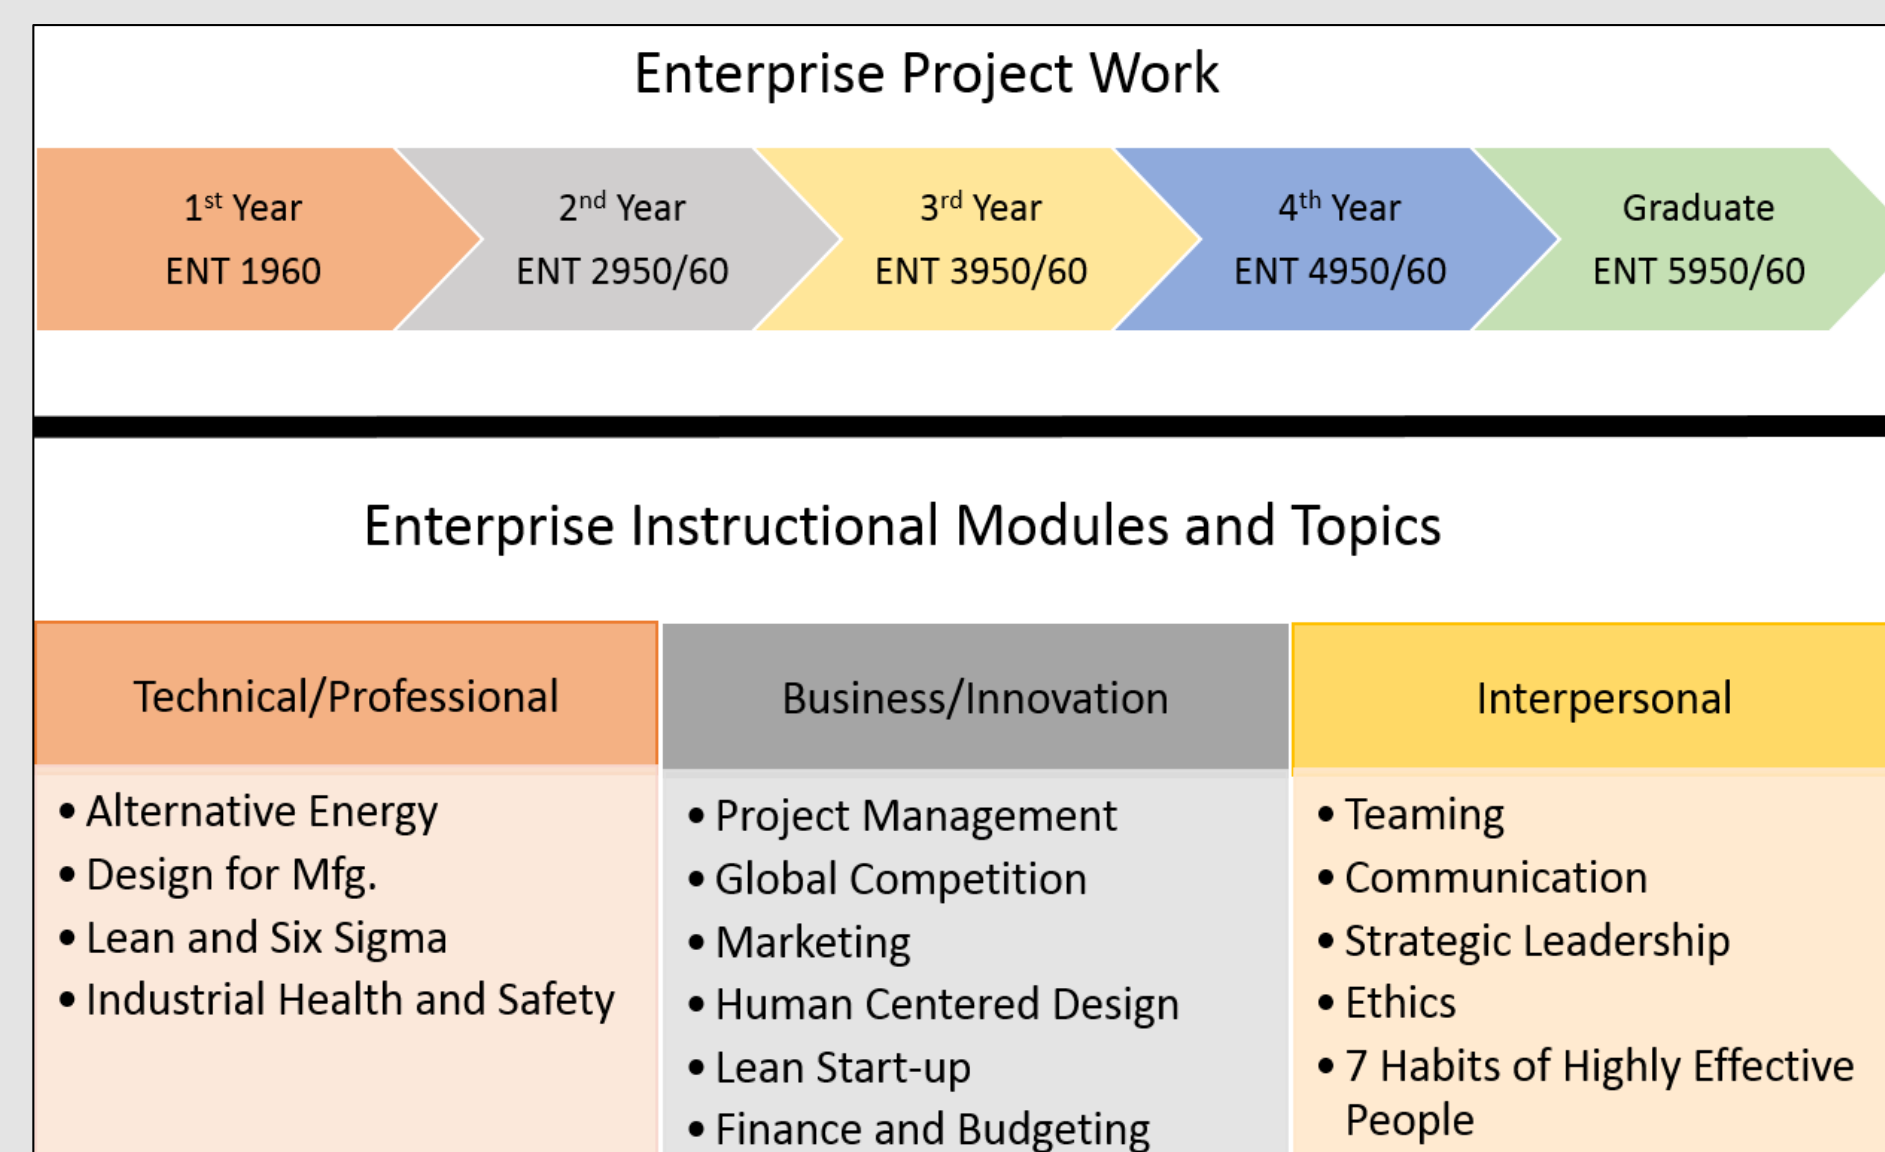 Enterprise Project Work
1st Year
ENT 1960
2nd Year
ENT 2950/60
3rd Year
ENT 3950/60
4th Year
ENT 4950/60
Graduate
ENT 5950/60
Enterprise Instructional Modules and Topics
Technical/Professional
• Alternative Energy
• Design for Mfg.
• Lean and Six Sigma
• Industrial Health and Safety
Business/Innovation
• Project Management
• Global Competition
• Marketing
• Human Centered Design
• Lean Start-up
• Finance and Budgeting
Interpersonal
• Teaming
• Communication
• Strategic Leadership
• Ethics
• 7 Habits of Highly Effective
People